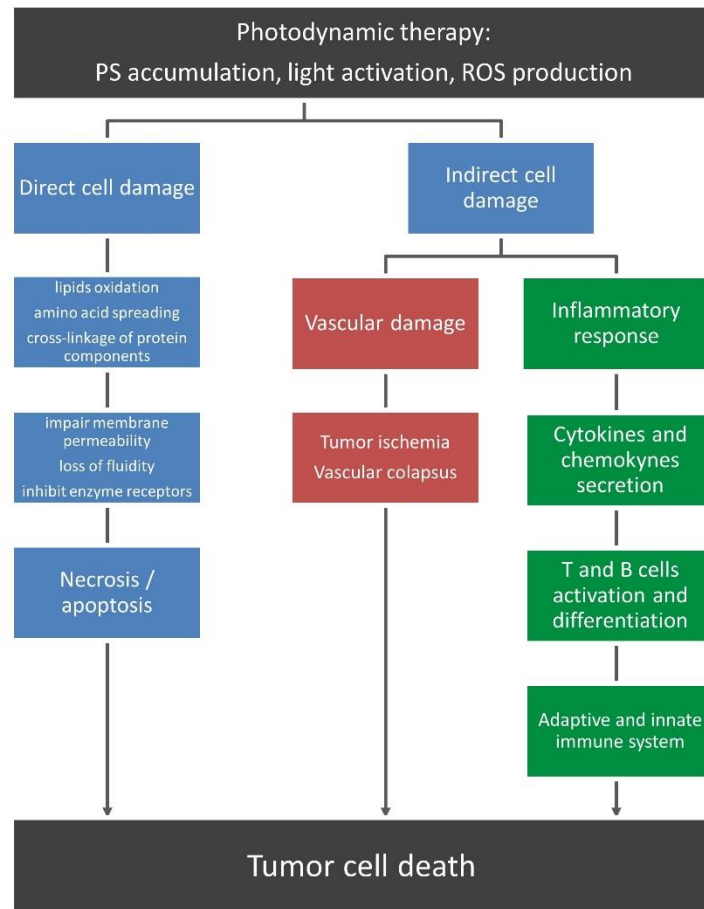 Photodynamic therapy:
PS accumulation, light activation, ROS production
Direct cell damage
Indirect cell
damage
lipids oxidation
amino acid spreading
cross-linkage of protein
components
Vascular damage
Inflammatory
response
impair membrane
permeability
loss of fluidity
inhibit enzyme receptors
Tumor ischemia
Vascular colapsus
Cytokines and
chemokynes
secretion
Necrosis /
apoptosis
T and B cells
activation and
differentiation
Adaptive and innate
immune system
Tumor cell death